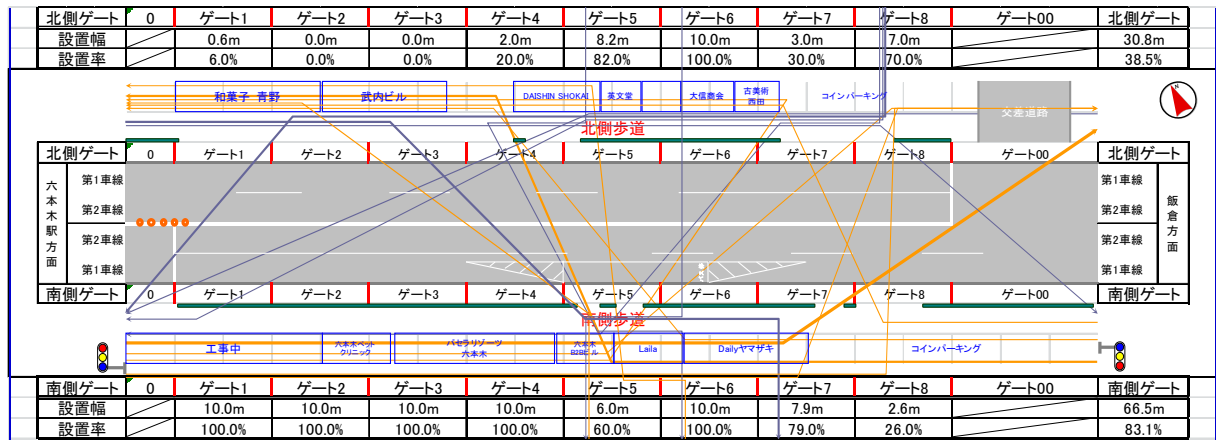 北側ゲート 0 ゲート1 ゲート2 ゲート3 ゲート4 ゲート5 ゲート6 ゲート7 ゲート8 ゲート00 北側ゲート
設置幅 0.6m 0.0m 0.0m 2.0m 8.2m 10.0m 3.0m 7.0m 30.8m
設置率 6.0% 0.0% 0.0% 20.0% 82.0% 100.0% 30.0% 70.0% 38.5%
和菓子 青野 武内ビル DAISHIN SHOKAI 英文堂 大信商会 古美術 西田 コインパーキング 交差道路 N
北側歩道
北側ゲート 0 ゲート1 ゲート2 ゲート3 ゲート4 ゲート5 ゲート6 ゲート7 ゲート8 ゲート00 北側ゲート
六本木駅方面 第1車線 第1車線 飯倉方面
第2車線 第2車線
第2車線 第2車線
第1車線 第1車線
南側ゲート 0 ゲート1 ゲート2 ゲート3 ゲート4 ゲート5 ゲート6 ゲート7 ゲート8 ゲート00 南側ゲート
南側歩道
工事中 六本木ペットクリニック パセラリゾーツ六本木 六本木B2Bビル Laila Dailyヤマザキ コインパーキング
南側ゲート 0 ゲート1 ゲート2 ゲート3 ゲート4 ゲート5 ゲート6 ゲート7 ゲート8 ゲート00 南側ゲート
設置幅 10.0m 10.0m 10.0m 10.0m 6.0m 10.0m 7.9m 2.6m 66.5m
設置率 100.0% 100.0% 100.0% 100.0% 60.0% 100.0% 79.0% 26.0% 83.1%